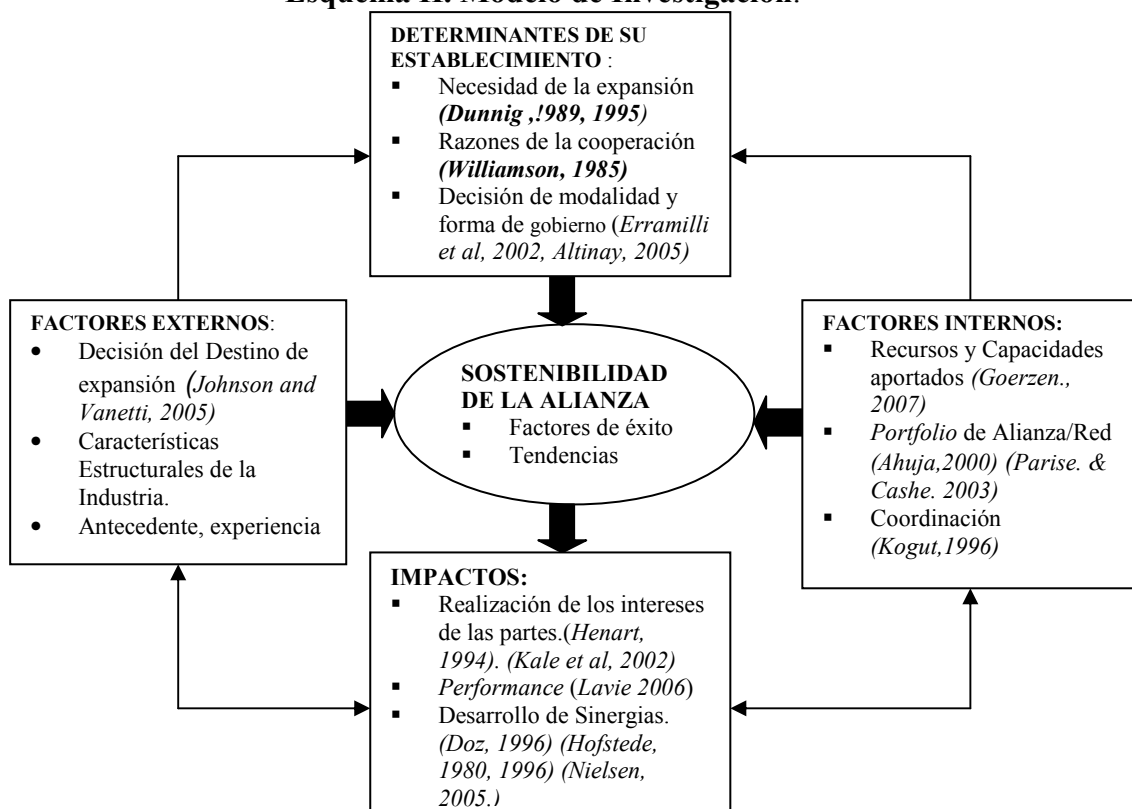 Esquema II. Modelo de Investigación.
DETERMINANTES DE SU
ESTABLECIMIENTO :
▪ Necesidad de la expansión
(Dunnig ,!989, 1995)
▪ Razones de la cooperación
(Williamson, 1985)
▪ Decisión de modalidad y
forma de gobierno (Erramilli
et al, 2002, Altinay, 2005)
FACTORES EXTERNOS:
• Decisión del Destino de
expansión (Johnson and
Vanetti, 2005)
• Características
Estructurales de la
Industria.
• Antecedente, experiencia
SOSTENIBILIDAD
DE LA ALIANZA
▪ Factores de éxito
▪ Tendencias
FACTORES INTERNOS:
▪ Recursos y Capacidades
aportados (Goerzen.,
2007)
▪ Portfolio de Alianza/Red
(Ahuja,2000) (Parise. &
Cashe. 2003)
▪ Coordinación
(Kogut,1996)
IMPACTOS:
▪ Realización de los intereses
de las partes.(Henart,
1994). (Kale et al, 2002)
▪ Performance (Lavie 2006)
▪ Desarrollo de Sinergias.
(Doz, 1996) (Hofstede,
1980, 1996) (Nielsen,
2005.)